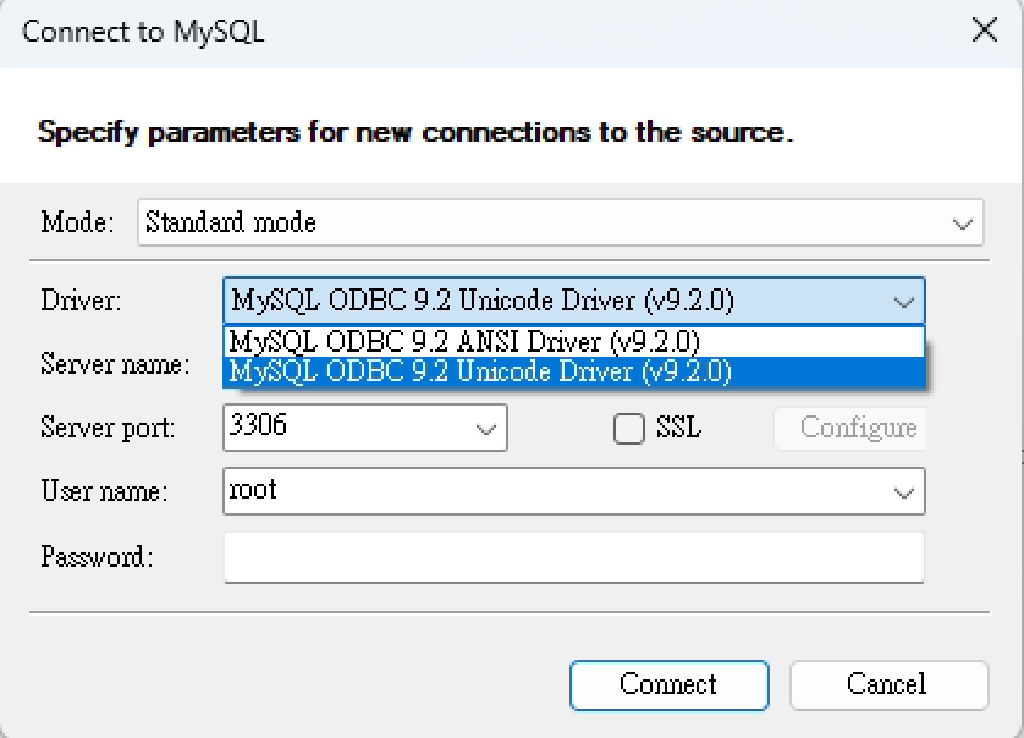 Connect to MySQL
Specify parameters for new connections to the source.
Mode: Standard mode
Driver: MySQL ODBC 9.2 Unicode Driver (v9.2.0)
MySQL ODBC 9.2 ANSI Driver (v9.2.0)
Server name: MySQL ODBC 9.2 Unicode Driver (v9.2.0)
Server port: 3306 SSL Configure
User name: root
Password:
Connect Cancel